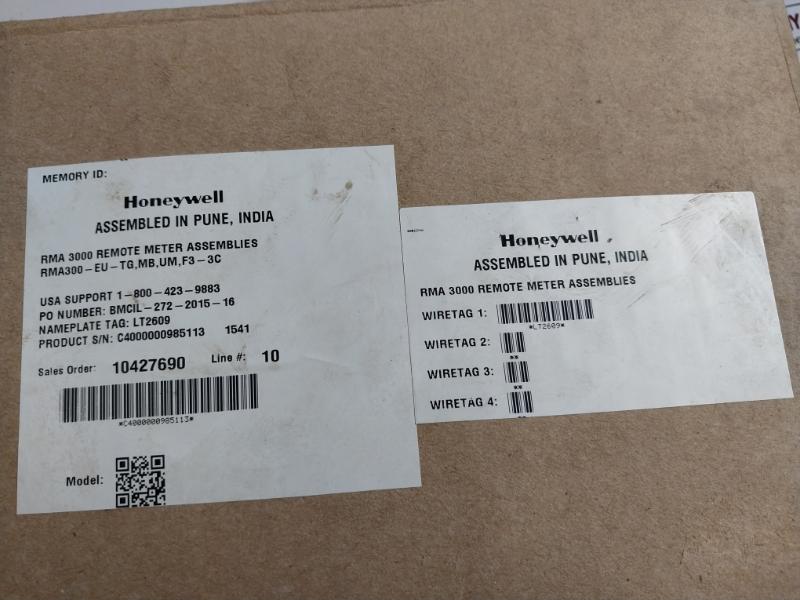 MEMORY ID:
Honeywell
ASSEMBLED IN PUNE, INDIA
RMA 3000 REMOTE METER ASSEMBLIES
RMA300-EU-TG,MB,UM,F3-3C
USA SUPPORT 1-800-423-9883
PO NUMBER: BMCIL-272-2015-16
NAMEPLATE TAG: LT2609
PRODUCT S/N: C4000000985113 1541
Sales Order: 10427690 Line #: 10
*C4000000985113*
Model:
Honeywell
ASSEMBLED IN PUNE, INDIA
RMA 3000 REMOTE METER ASSEMBLIES
WIRETAG 1:
*LT2609*
WIRETAG 2:
**
WIRETAG 3:
**
WIRETAG 4: